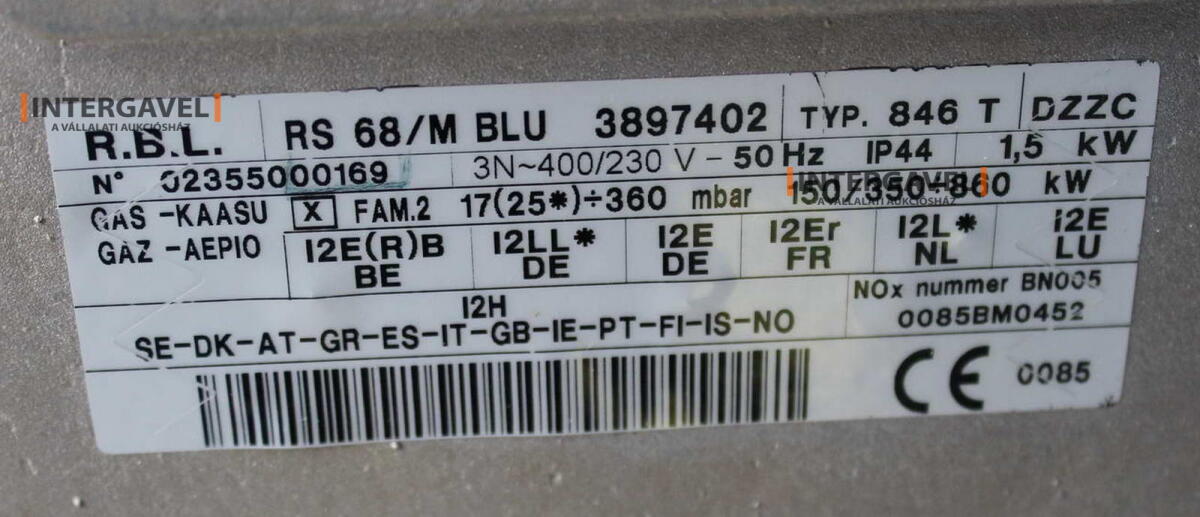 INTERGAVEL
A VÁLLALATI AUKCIÓSHÁZ
R.B.L. RS 68/M BLU 3897402 TYP. 846 T DZZC
N° 02355000169 3N~400/230 V - 50 Hz IP44 1,5 kW
GAS -KAASU X FAM.2 17(25*)÷360 mbar 150/350÷860 kW
INTERGAVEL
A VÁLLALATI AUKCIÓSHÁZ
GAZ -AEPIO I2E(R)B I2LL* I2E I2Er I2L* I2E
BE DE DE FR NL LU
I2H NOx nummer BN005
SE-DK-AT-GR-ES-IT-GB-IE-PT-FI-IS-NO 0085BM0452
CE 0085